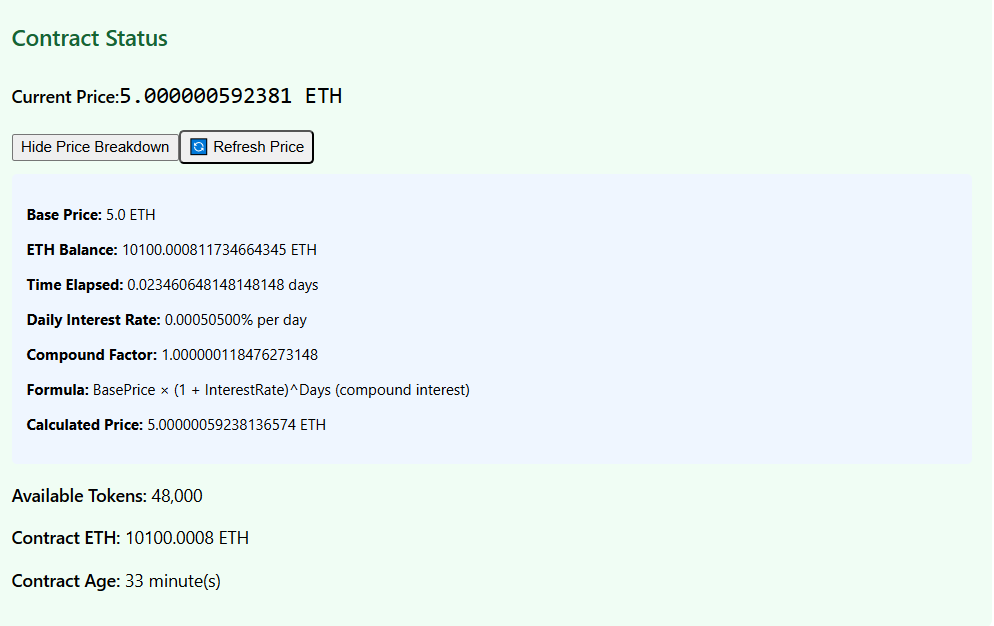 Contract Status
Current Price:5.000000592381 ETH
Hide Price Breakdown 🔄 Refresh Price
Base Price: 5.0 ETH
ETH Balance: 10100.000811734664345 ETH
Time Elapsed: 0.023460648148148148 days
Daily Interest Rate: 0.00050500% per day
Compound Factor: 1.000000118476273148
Formula: BasePrice × (1 + InterestRate)^Days (compound interest)
Calculated Price: 5.00000059238136574 ETH
Available Tokens: 48,000
Contract ETH: 10100.0008 ETH
Contract Age: 33 minute(s)